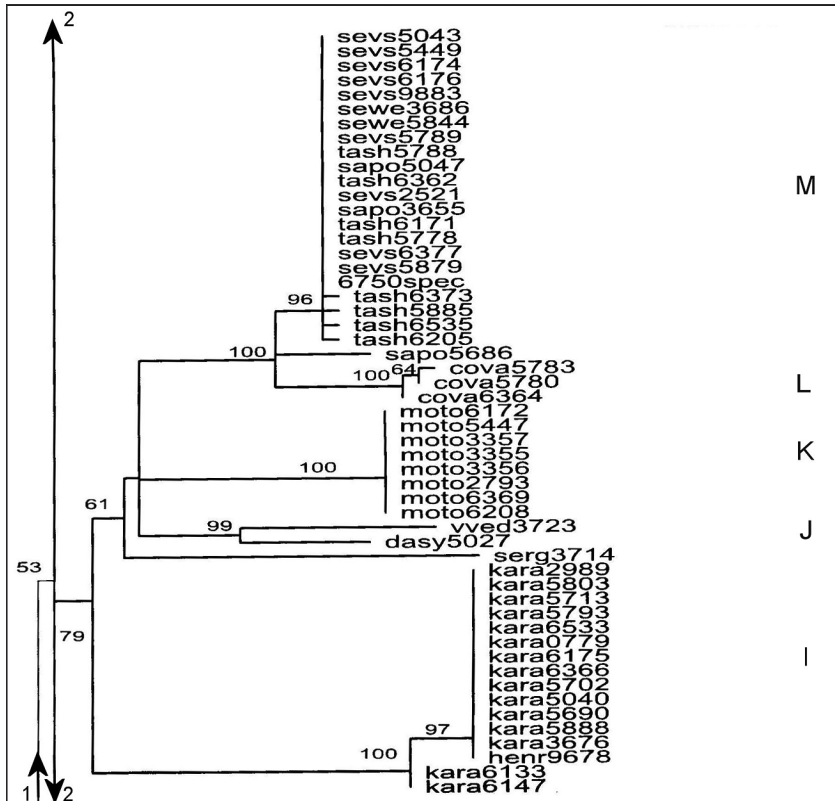 2
sevs5043
sevs5449
sevs6174
sevs6176
sevs9883
sewe3686
sewe5844
sevs5789
tash5788
sapo5047
tash6362
sevs2521
M
sapo3655
tash6171
tash5778
sevs6377
sevs5879
6750spec
96
tash6373
tash5885
tash6535
tash6205
100
sapo5686
100
64
cova5783
cova5780
L
cova6364
moto6172
moto5447
moto3357
K
moto3355
100
moto3356
moto2793
moto6369
moto6208
61
99
vved3723
J
dasy5027
serg3714
53
kara2989
kara5803
kara5713
kara5793
kara6533
79
kara0779
kara6175
I
kara6366
kara5702
kara5040
kara5690
97
kara5888
kara3676
100
henr9678
kara6133
kara6147
1
2